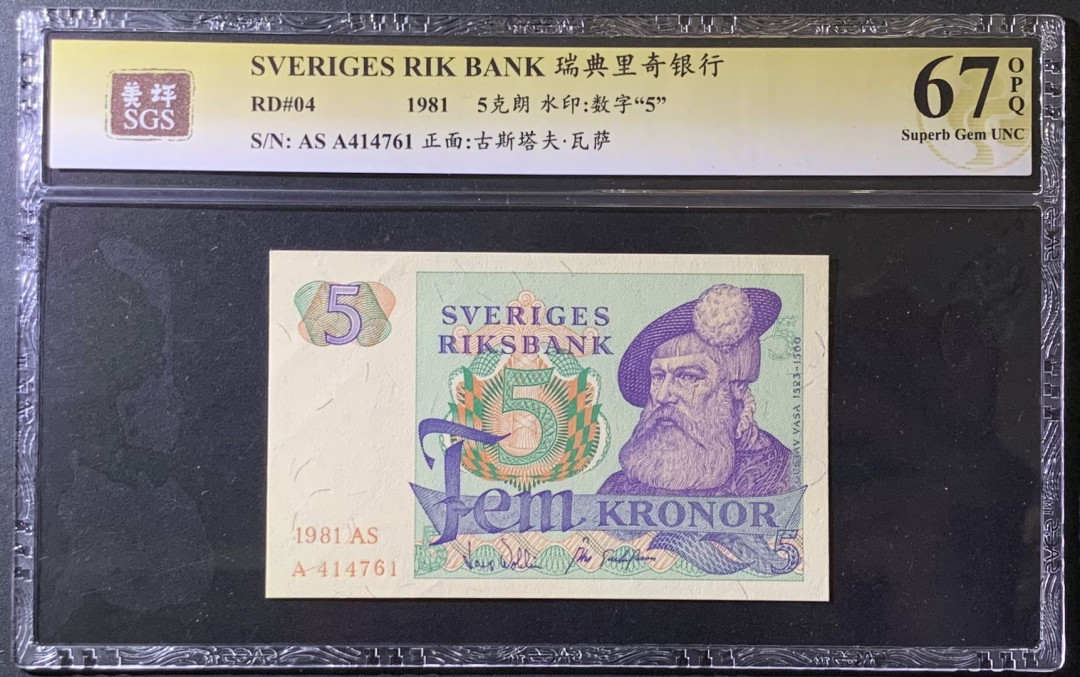 美评
SGS
SVERIGES RIK BANK 瑞典里奇银行
RD#04 1981 5克朗 水印:数字“5”
S/N: AS A414761 正面:古斯塔夫·瓦萨
67
OPQ
Superb Gem UNC
5
SVERIGES
RIKSBANK
5
Fem KRONOR
GUSTAV VASA 1523-1560
1981 AS
A 414761
5
5
5